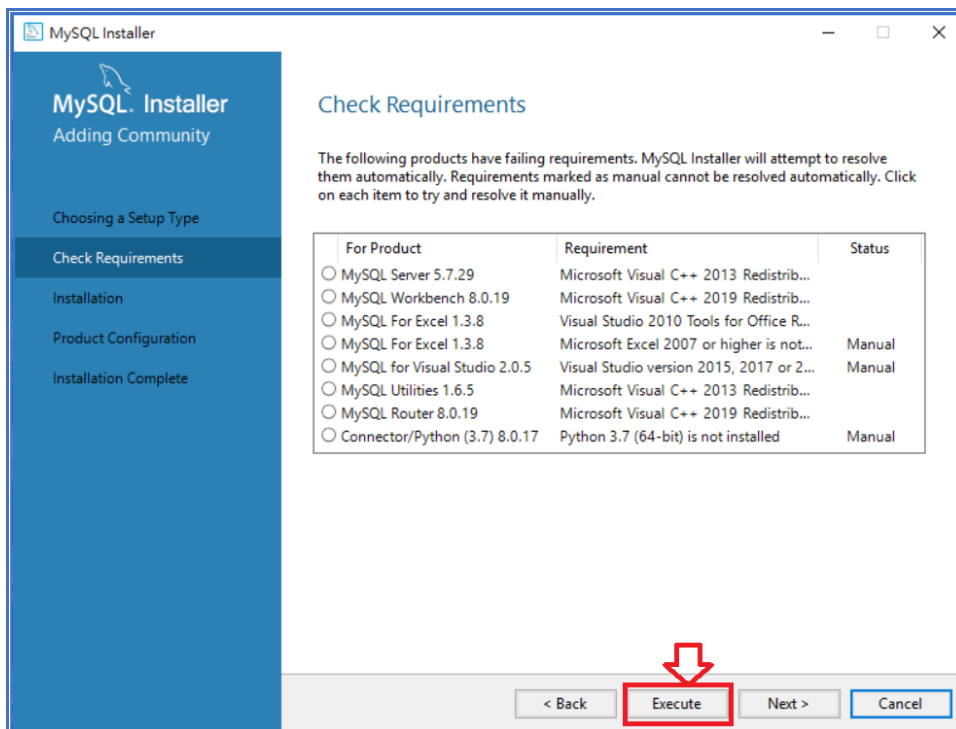 MySQL Installer
MySQL. Installer
Adding Community
Choosing a Setup Type
Check Requirements
Installation
Product Configuration
Installation Complete
Check Requirements
The following products have failing requirements. MySQL Installer will attempt to resolve
them automatically. Requirements marked as manual cannot be resolved automatically. Click
on each item to try and resolve it manually.
For Product Requirement Status
MySQL Server 5.7.29 Microsoft Visual C++ 2013 Redistrib...
MySQL Workbench 8.0.19 Microsoft Visual C++ 2019 Redistrib...
MySQL For Excel 1.3.8 Visual Studio 2010 Tools for Office R...
MySQL For Excel 1.3.8 Microsoft Excel 2007 or higher is not... Manual
MySQL for Visual Studio 2.0.5 Visual Studio version 2015, 2017 or 2... Manual
MySQL Utilities 1.6.5 Microsoft Visual C++ 2013 Redistrib...
MySQL Router 8.0.19 Microsoft Visual C++ 2019 Redistrib...
Connector/Python (3.7) 8.0.17 Python 3.7 (64-bit) is not installed Manual
< Back Execute Next > Cancel